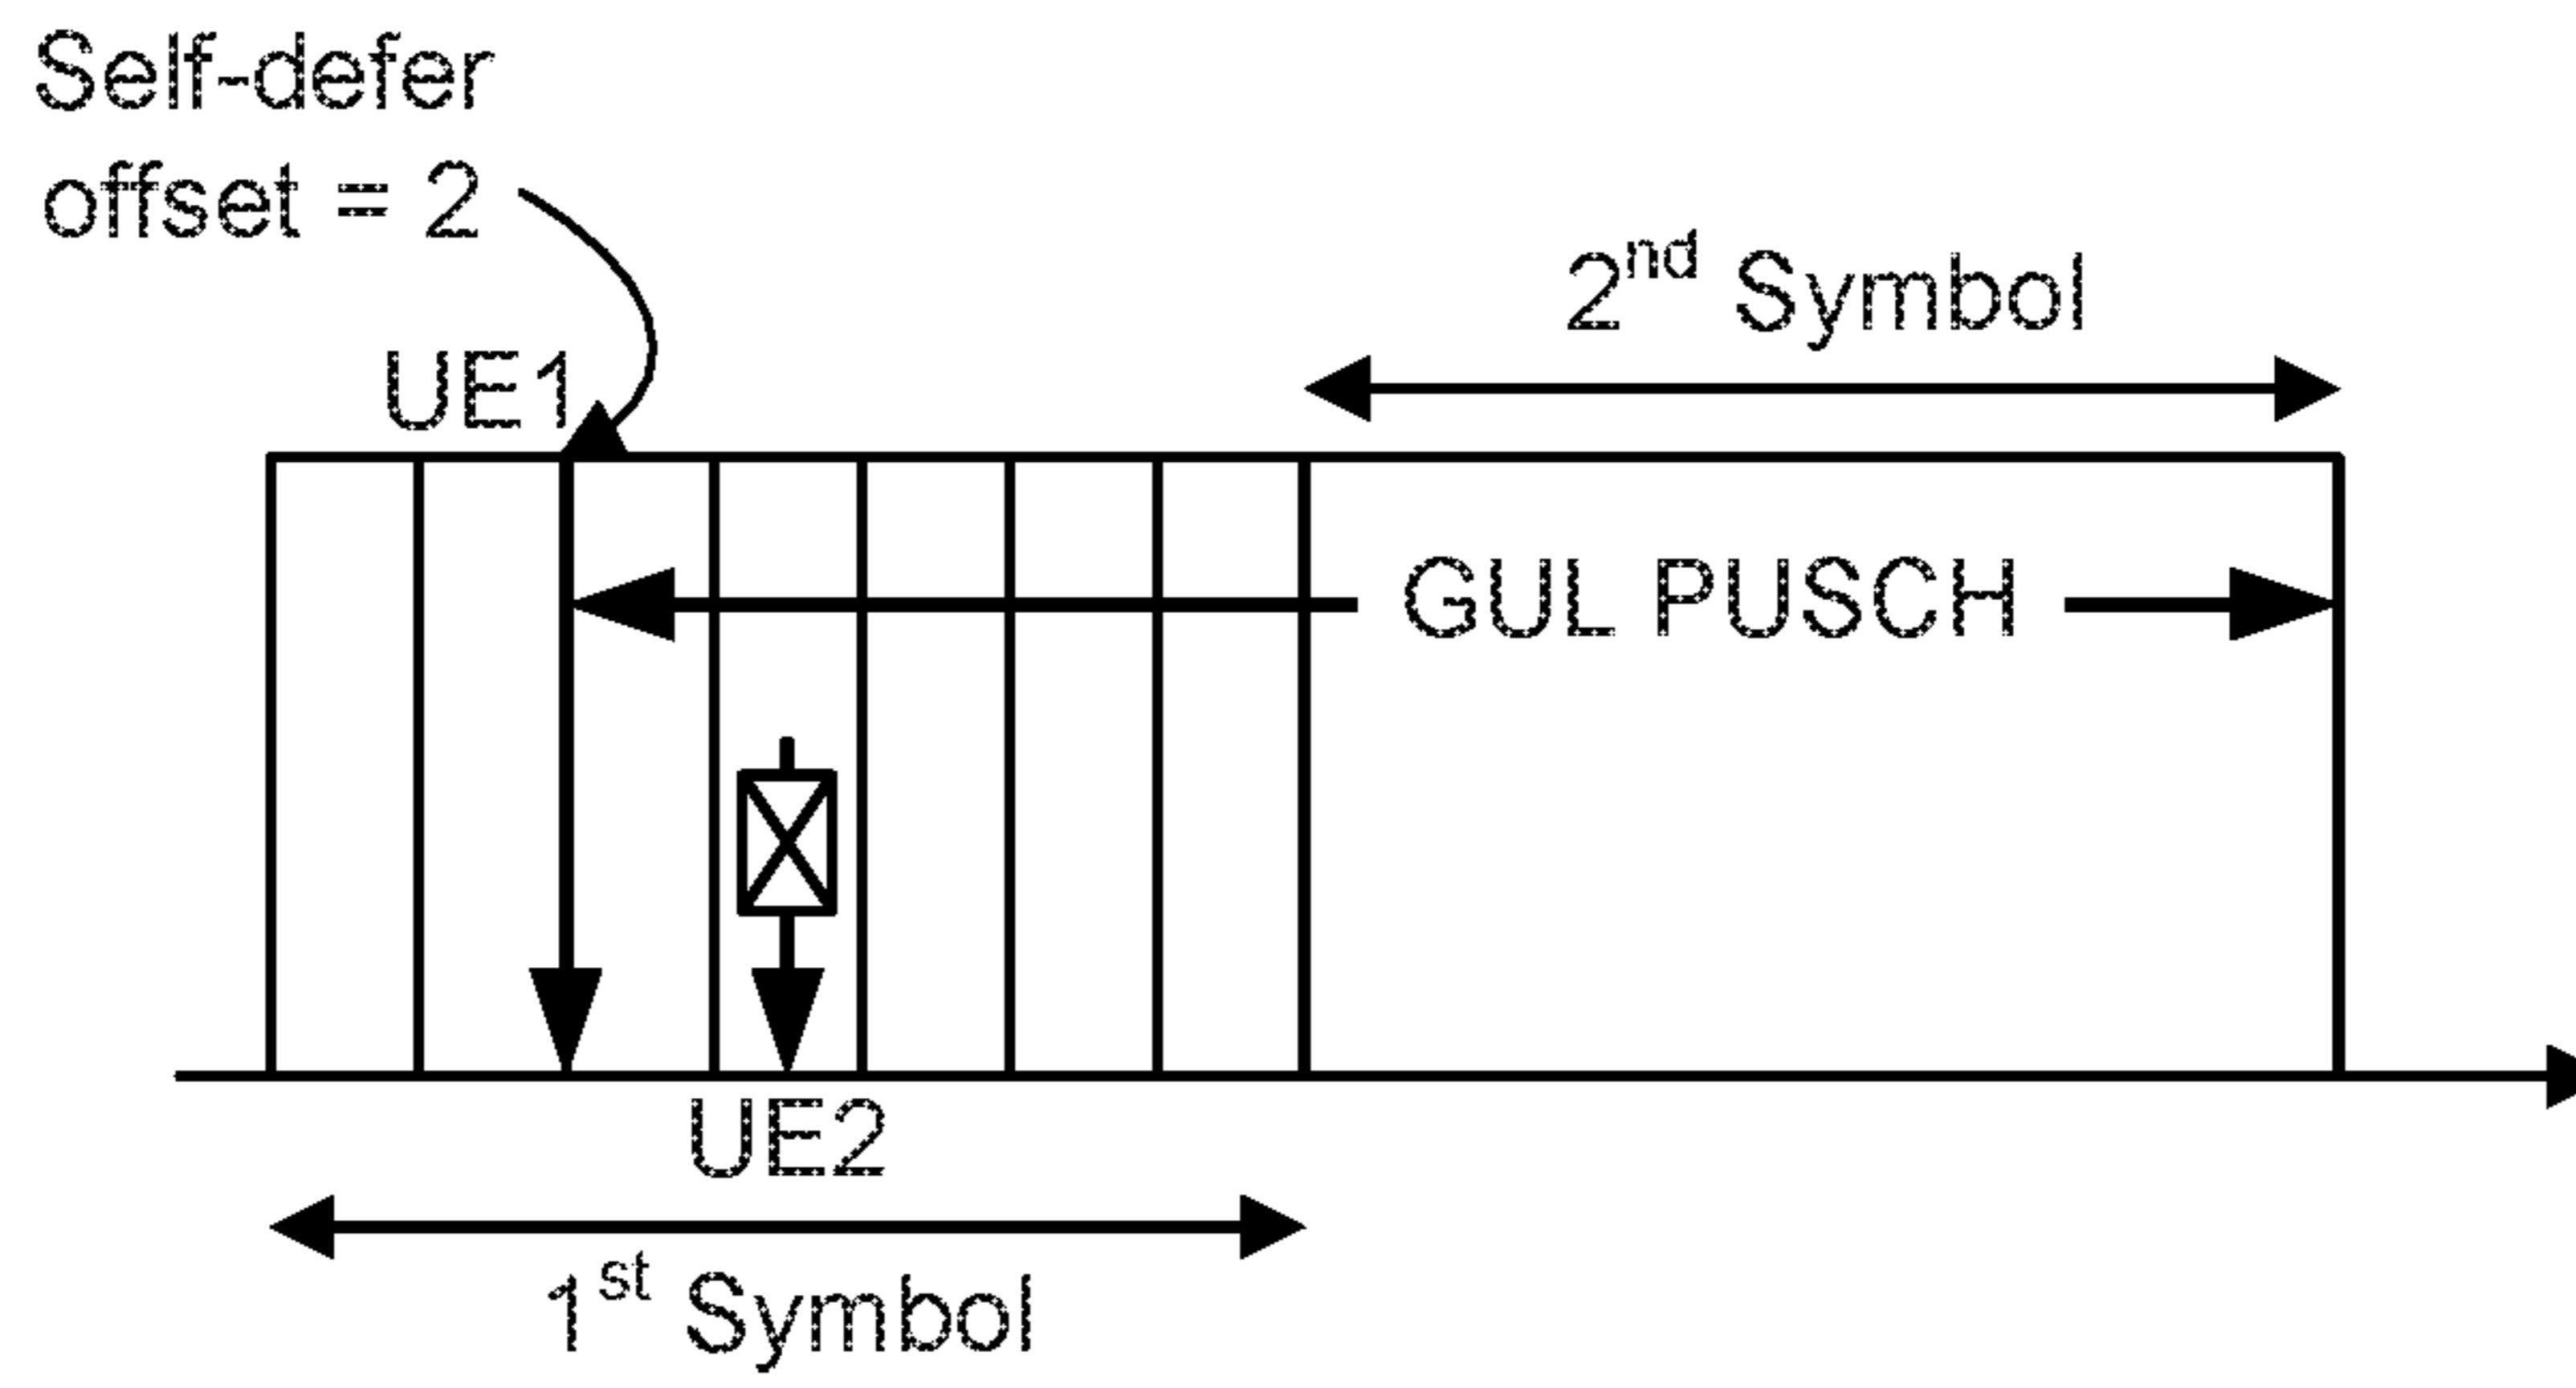 Self-defer
offset = 2
2nd Symbol
UE1
GUL PUSCH
UE2
1st Symbol